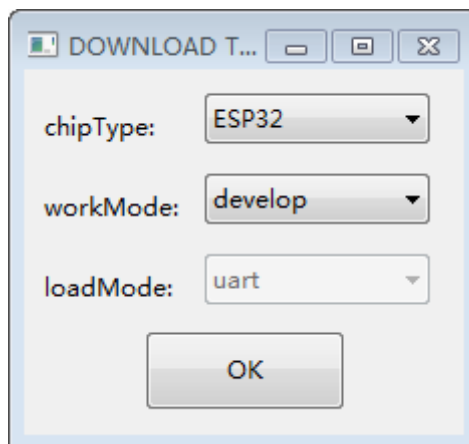 DOWNLOAD T...
chipType: ESP32
workMode: develop
loadMode: uart
OK